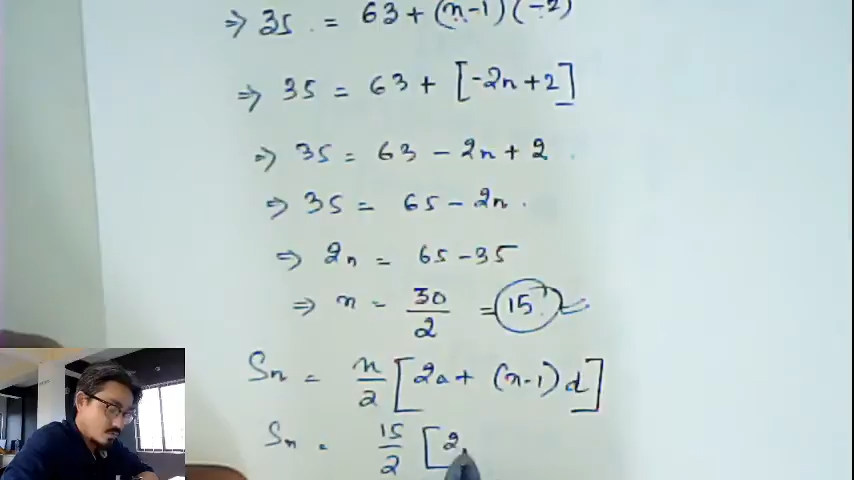 ⇒ 35 = 63 + (n-1)(-2)
⇒ 35 = 63 + [-2n+2]
⇒ 35 = 63 - 2n + 2
⇒ 35 = 65 - 2n.
⇒ 2n = 65 - 35
⇒ n = 30/2 = 15
Sn = n/2 [2a + (n-1)d]
Sn = 15/2 [2